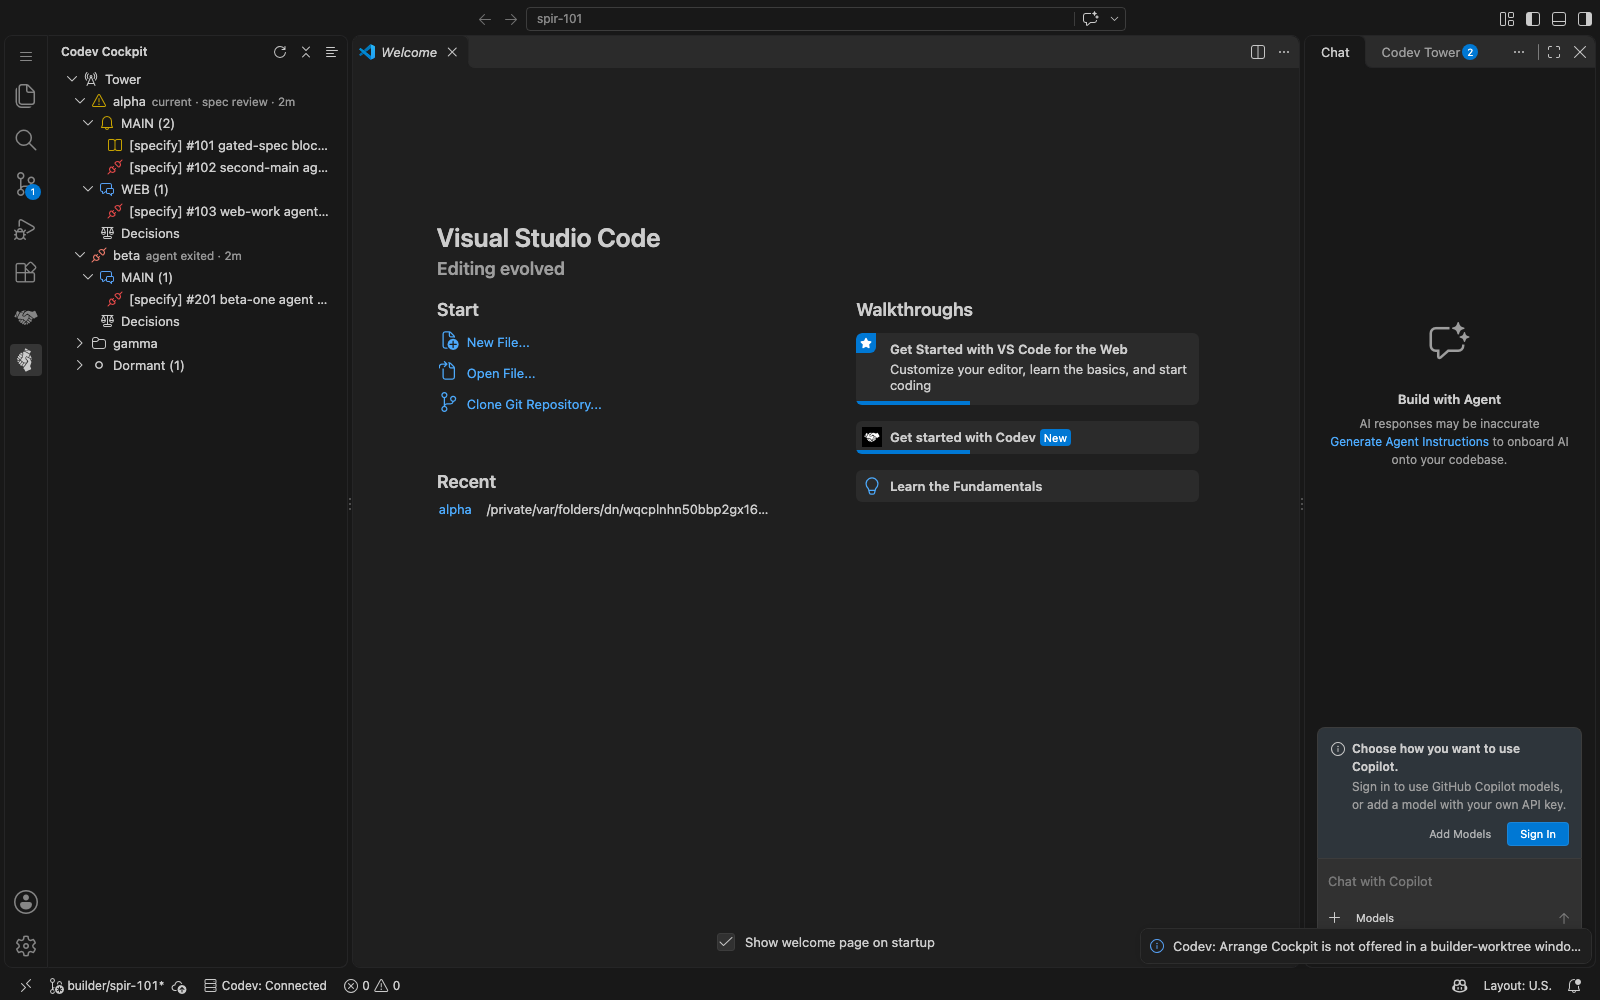 spir-101
Codev Cockpit
Tower
alpha current · spec review · 2m
MAIN (2)
[specify] #101 gated-spec bloc...
[specify] #102 second-main ag...
WEB (1)
[specify] #103 web-work agent...
Decisions
beta agent exited · 2m
MAIN (1)
[specify] #201 beta-one agent ...
Decisions
gamma
Dormant (1)
1
Welcome
Visual Studio Code
Editing evolved
Start
New File...
Open File...
Clone Git Repository...
Recent
alpha /private/var/folders/dn/wqcplnhn50bbp2gx16...
Walkthroughs
Get Started with VS Code for the Web
Customize your editor, learn the basics, and start
coding
Get started with Codev New
Learn the Fundamentals
Show welcome page on startup
Chat
Codev Tower 2
Build with Agent
AI responses may be inaccurate
Generate Agent Instructions to onboard AI
onto your codebase.
Choose how you want to use
Copilot.
Sign in to use GitHub Copilot models,
or add a model with your own API key.
Add Models
Sign In
Chat with Copilot
Models
Codev: Arrange Cockpit is not offered in a builder-worktree windo...
builder/spir-101*
Codev: Connected
0 0
Layout: U.S.